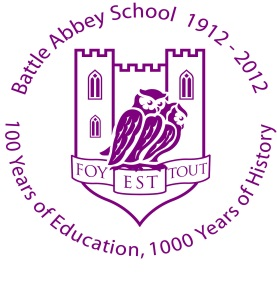 Battle Abbey School 1912 - 2012
FOY EST TOUT
100 Years of Education, 1000 Years of History